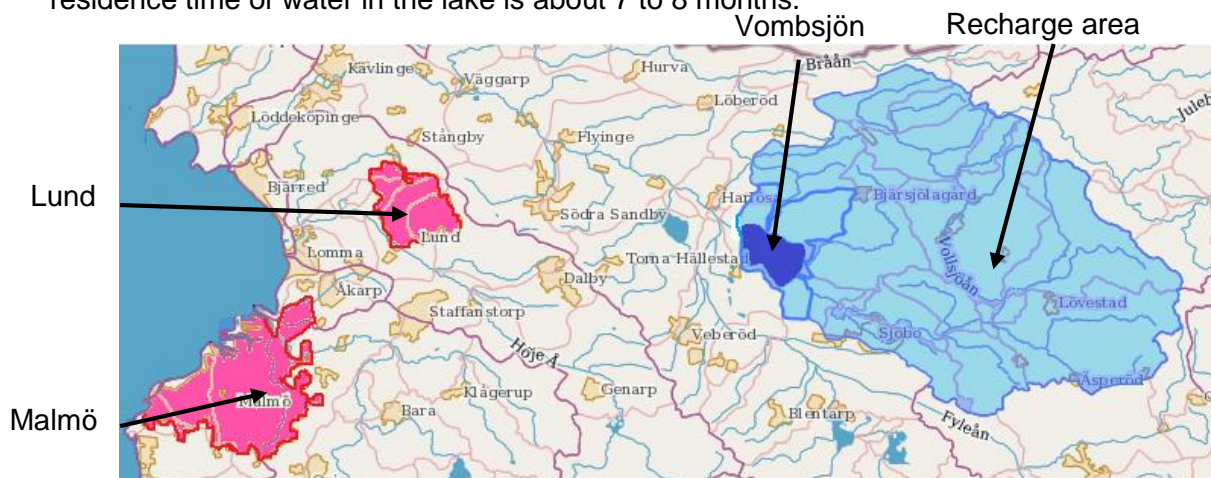 residence time of water in the lake is about 7 to 8 months.
Vombsjön Recharge area
Bråån
Kävlinge
Väggarp
Hurva
Löberöd
Löddeköpinge
Stångby
Flyinge
Lund
Bjärred
Södra Sandby
Bjärsjölagård
Lund
Lomma
Torna Hällestad
Vollsjöån
Åkarp
Dalby
Lövestad
Staffanstorp
Veberöd
Sjöbo
Höje Å
Malmö
Klågerup
Genarp
Äsperöd
Malmö
Bara
Blentarp
Fyleån